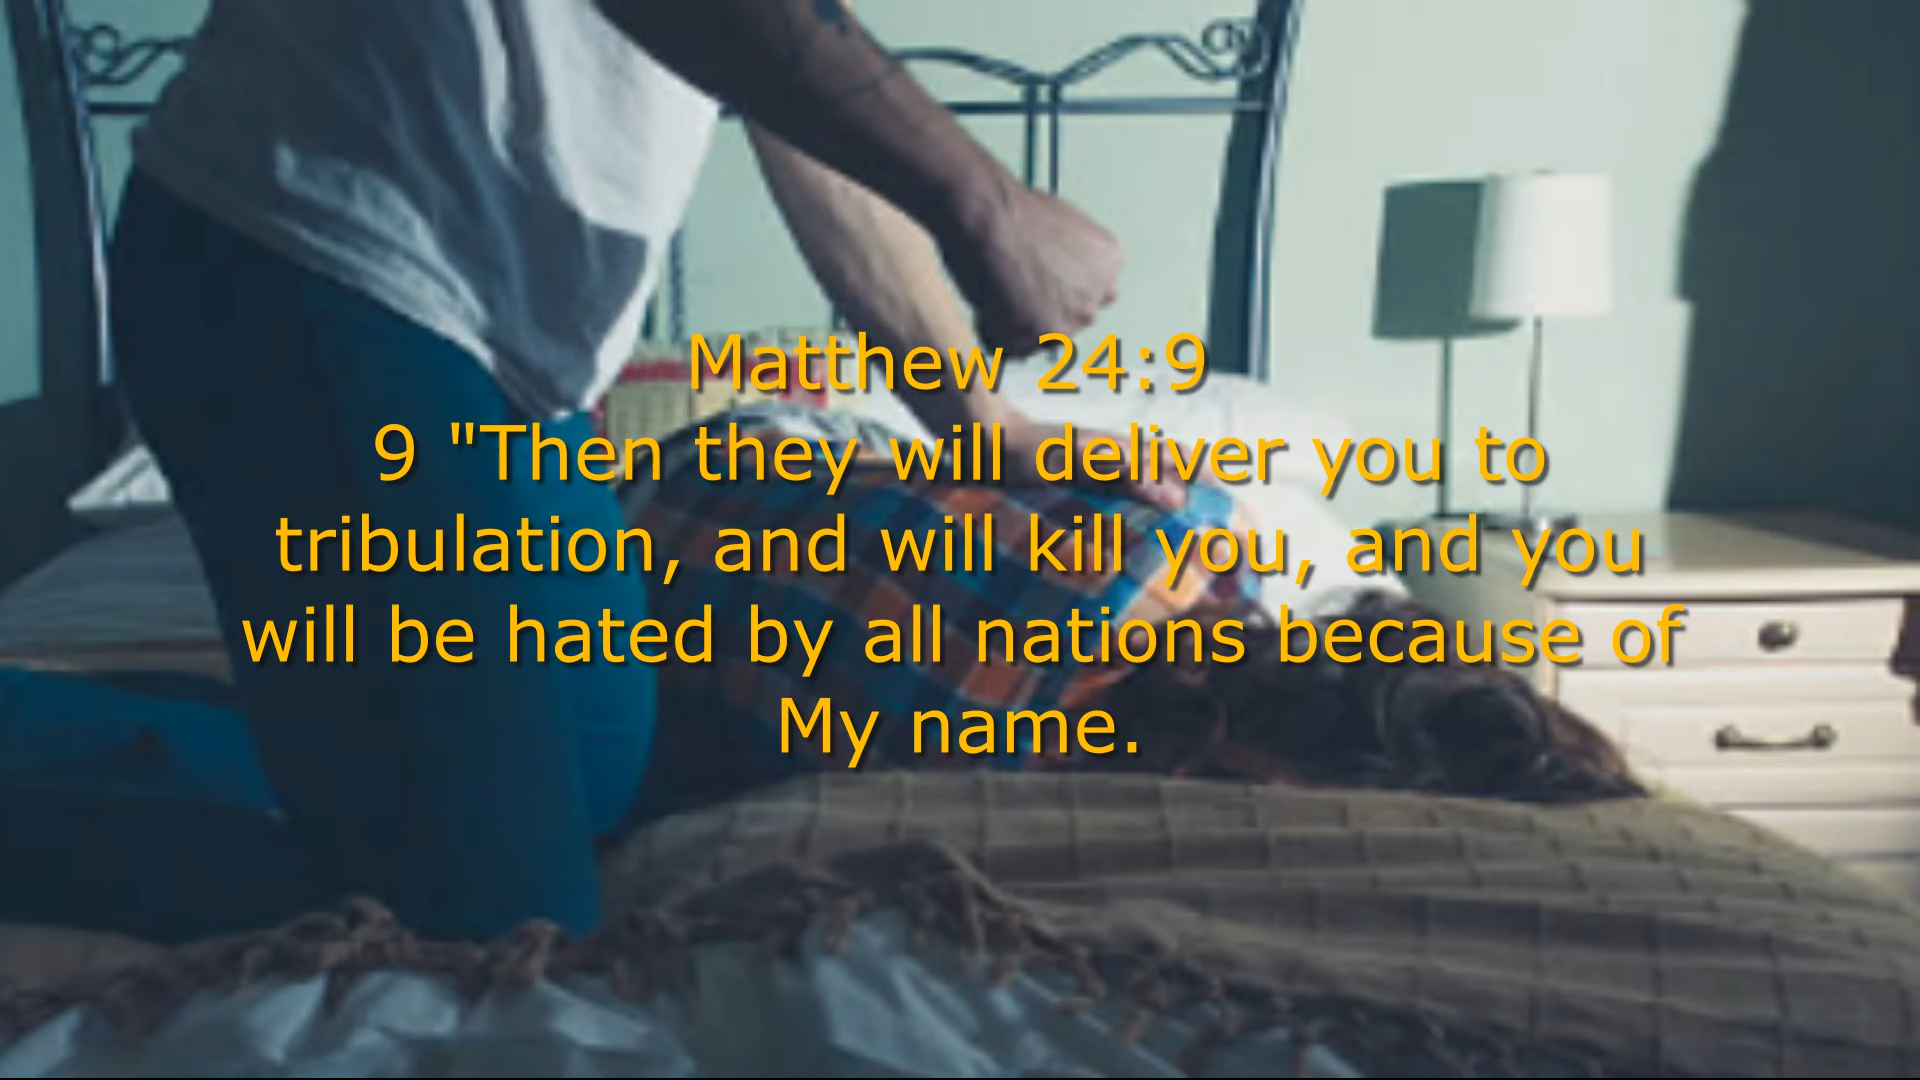 Matthew 24:9
9 "Then they will deliver you to
tribulation, and will kill you, and you
will be hated by all nations because of
My name.